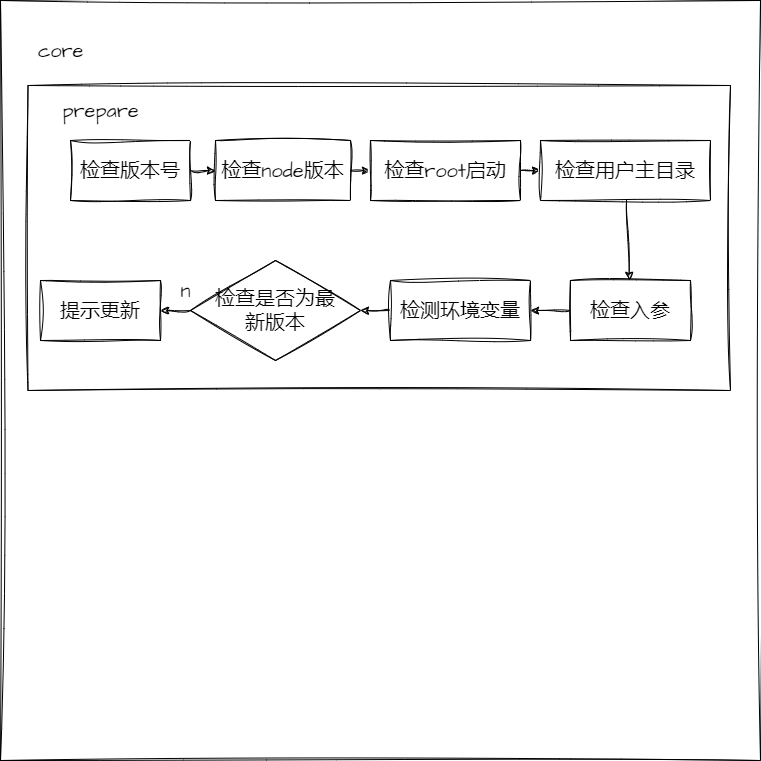 core
prepare
检查版本号
检查node版本
检查root启动
检查用户主目录
提示更新
n
检查是否为最
新版本
检测环境变量
检查入参